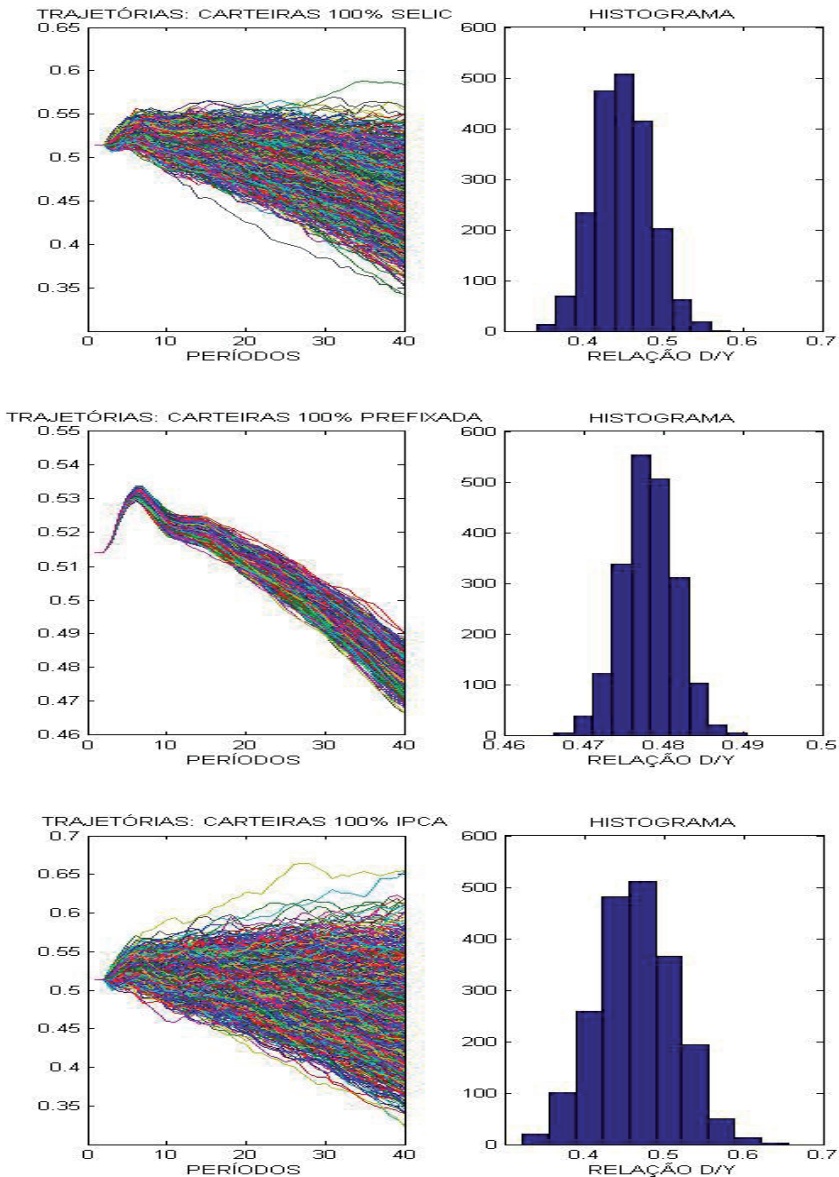 TRAJETÓRIAS: CARTEIRAS 100% SELIC
0.65
0.6
0.55
0.5
0.45
0.4
0.35
0 10 20 30 40
PERÍODOS
HISTOGRAMA
600
500
400
300
200
100
0
0.4 0.5 0.6 0.7
RELAÇÃO D/Y
TRAJETÓRIAS: CARTEIRAS 100% PREFIXADA
0.55
0.54
0.53
0.52
0.51
0.5
0.49
0.48
0.47
0.46
0 10 20 30 40
PERÍODOS
HISTOGRAMA
600
500
400
300
200
100
0
0.46 0.47 0.48 0.49 0.5
RELAÇÃO D/Y
TRAJETÓRIAS: CARTEIRAS 100% IPCA
0.7
0.65
0.6
0.55
0.5
0.45
0.4
0.35
0 10 20 30 40
PERÍODOS
HISTOGRAMA
600
500
400
300
200
100
0
0.4 0.5 0.6 0.7
RELAÇÃO D/Y